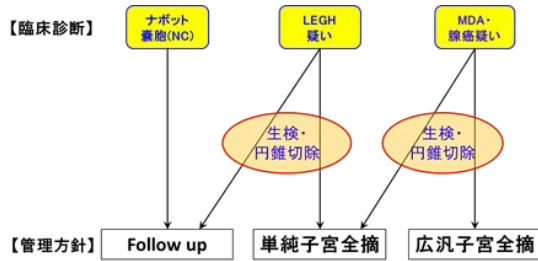 【臨床診断】
ナボット
嚢胞(NC)
LEGH
疑い
MDA・
腺癌疑い
生検・
円錐切除
生検・
円錐切除
【管理方針】
Follow up
単純子宮全摘
広汎子宮全摘